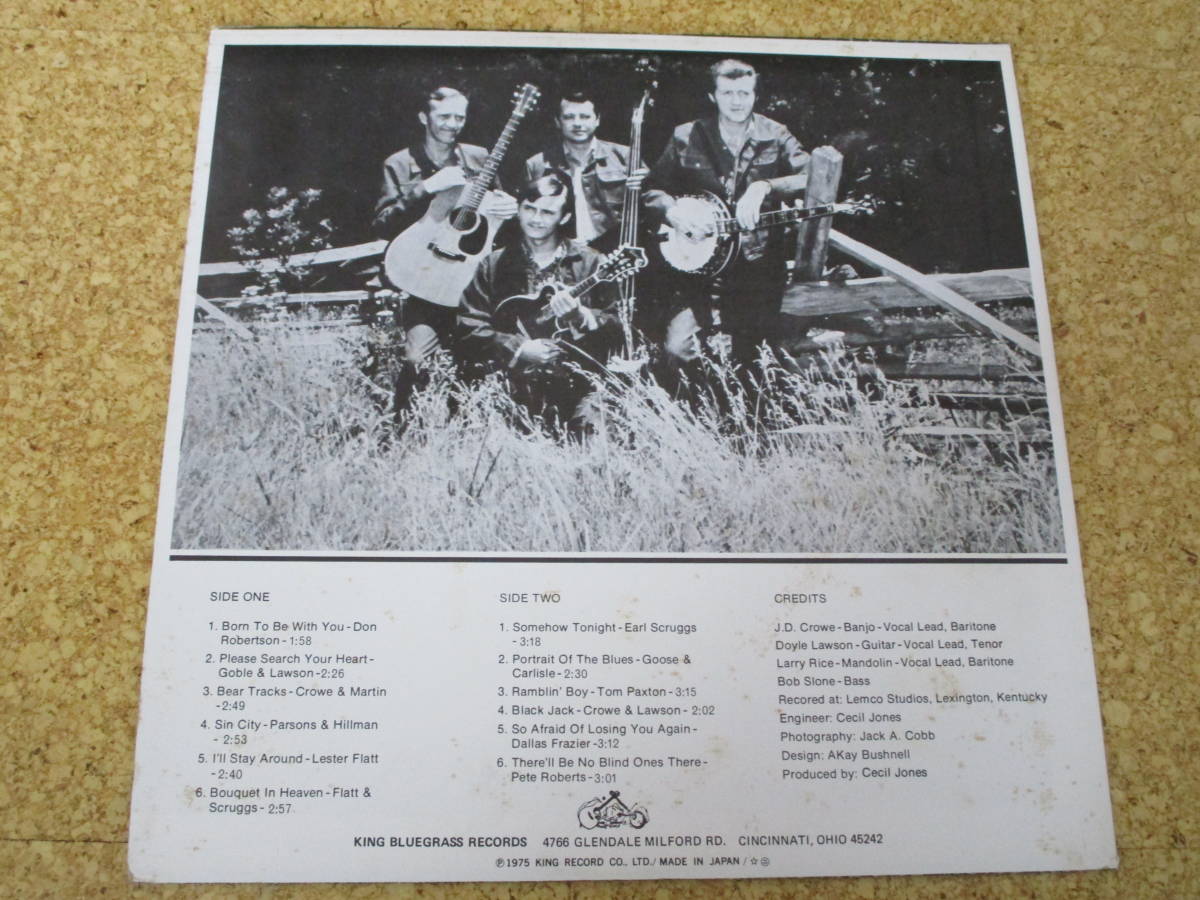 SIDE ONE
1. Born To Be With You - Don
Robertson - 1:58
2. Please Search Your Heart -
Goble & Lawson - 2:26
3. Bear Tracks - Crowe & Martin
- 2:49
4. Sin City - Parsons & Hillman
- 2:53
5. I'll Stay Around - Lester Flatt
- 2:40
6. Bouquet In Heaven - Flatt &
Scruggs - 2:57
SIDE TWO
1. Somehow Tonight - Earl Scruggs
- 3:18
2. Portrait Of The Blues - Goose &
Carlisle - 2:30
3. Ramblin' Boy - Tom Paxton - 3:15
4. Black Jack - Crowe & Lawson - 2:02
5. So Afraid Of Losing You Again -
Dallas Frazier - 3:12
6. There'll Be No Blind Ones There -
Pete Roberts - 3:01
CREDITS
J.D. Crowe - Banjo - Vocal Lead, Baritone
Doyle Lawson - Guitar - Vocal Lead, Tenor
Larry Rice - Mandolin - Vocal Lead, Baritone
Bob Slone - Bass
Recored at: Lemco Studios, Lexington, Kentucky
Engineer: Cecil Jones
Photography: Jack A. Cobb
Design: AKay Bushnell
Produced by: Cecil Jones
KING BLUEGRASS RECORDS 4766 GLENDALE MILFORD RD. CINCINNATI, OHIO 45242
℗1975 KING RECORD CO., LTD./ MADE IN JAPAN / ☆